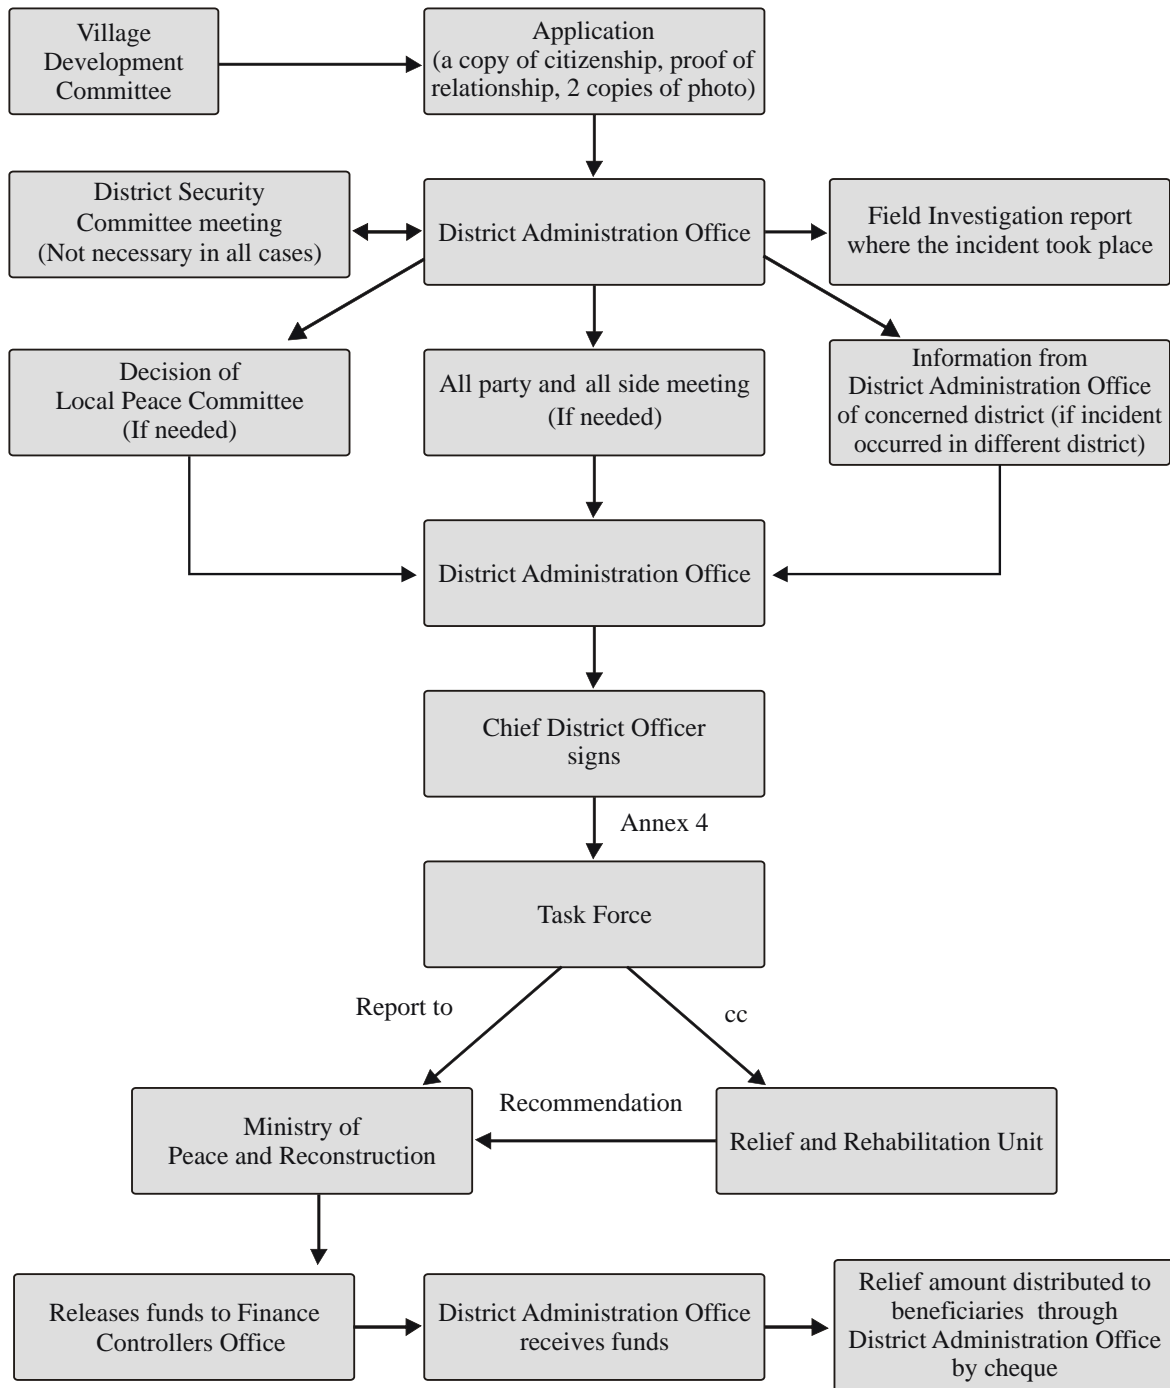 Village
Development
Committee
Application
(a copy of citizenship, proof of
relationship, 2 copies of photo)
District Security
Committee meeting
(Not necessary in all cases)
District Administration Office
Field Investigation report
where the incident took place
Decision of
Local Peace Committee
(If needed)
All party and all side meeting
(If needed)
Information from
District Administration Office
of concerned district (if incident
occurred in different district)
District Administration Office
Chief District Officer
signs
Annex 4
Task Force
Report to
cc
Ministry of
Peace and Reconstruction
Recommendation
Relief and Rehabilitation Unit
Releases funds to Finance
Controllers Office
District Administration Office
receives funds
Relief amount distributed to
beneficiaries through
District Administration Office
by cheque